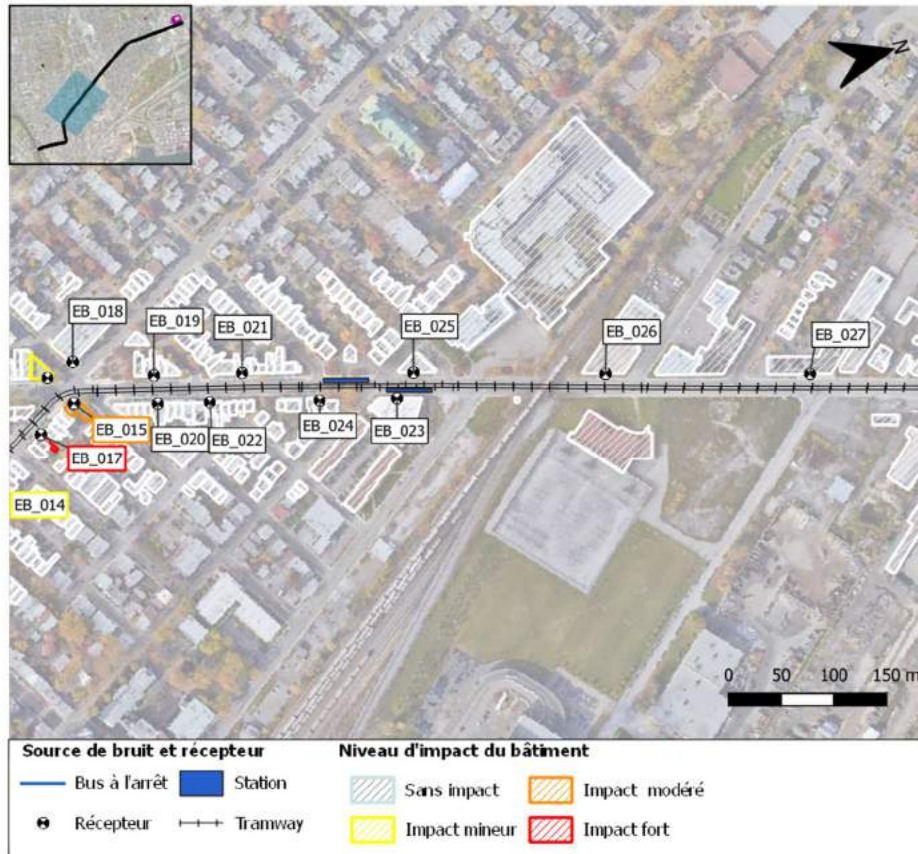 N
EB_018
EB_019
EB_021
EB_025
EB_026
EB_027
EB_015
EB_020
EB_022
EB_024
EB_023
EB_017
EB_014
0 50 100 150 m
Source de bruit et récepteur
Bus à l'arrêt
Station
Récepteur
Tramway
Niveau d'impact du bâtiment
Sans impact
Impact modéré
Impact mineur
Impact fort